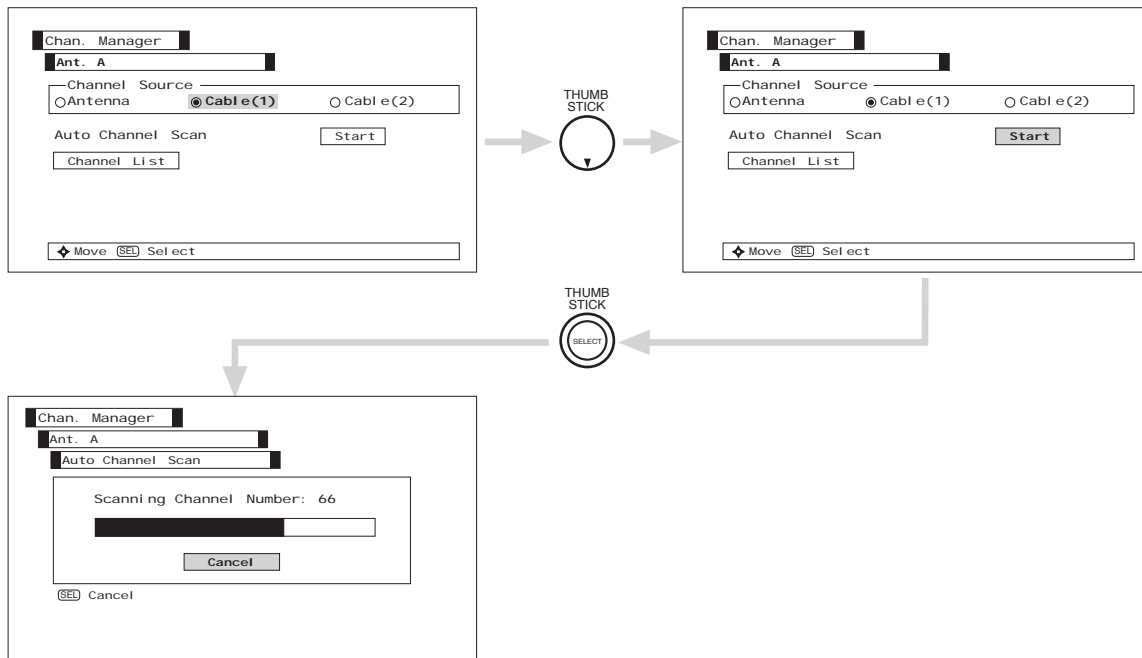 Chan. Manager
Ant. A
Channel Source
Antenna Cable(1) Cable(2)
Auto Channel Scan Start
Channel List
Move SEL Select
THUMB
STICK
Chan. Manager
Ant. A
Channel Source
Antenna Cable(1) Cable(2)
Auto Channel Scan Start
Channel List
Move SEL Select
THUMB
STICK
SELECT
Chan. Manager
Ant. A
Auto Channel Scan
Scanning Channel Number: 66
Cancel
SEL Cancel